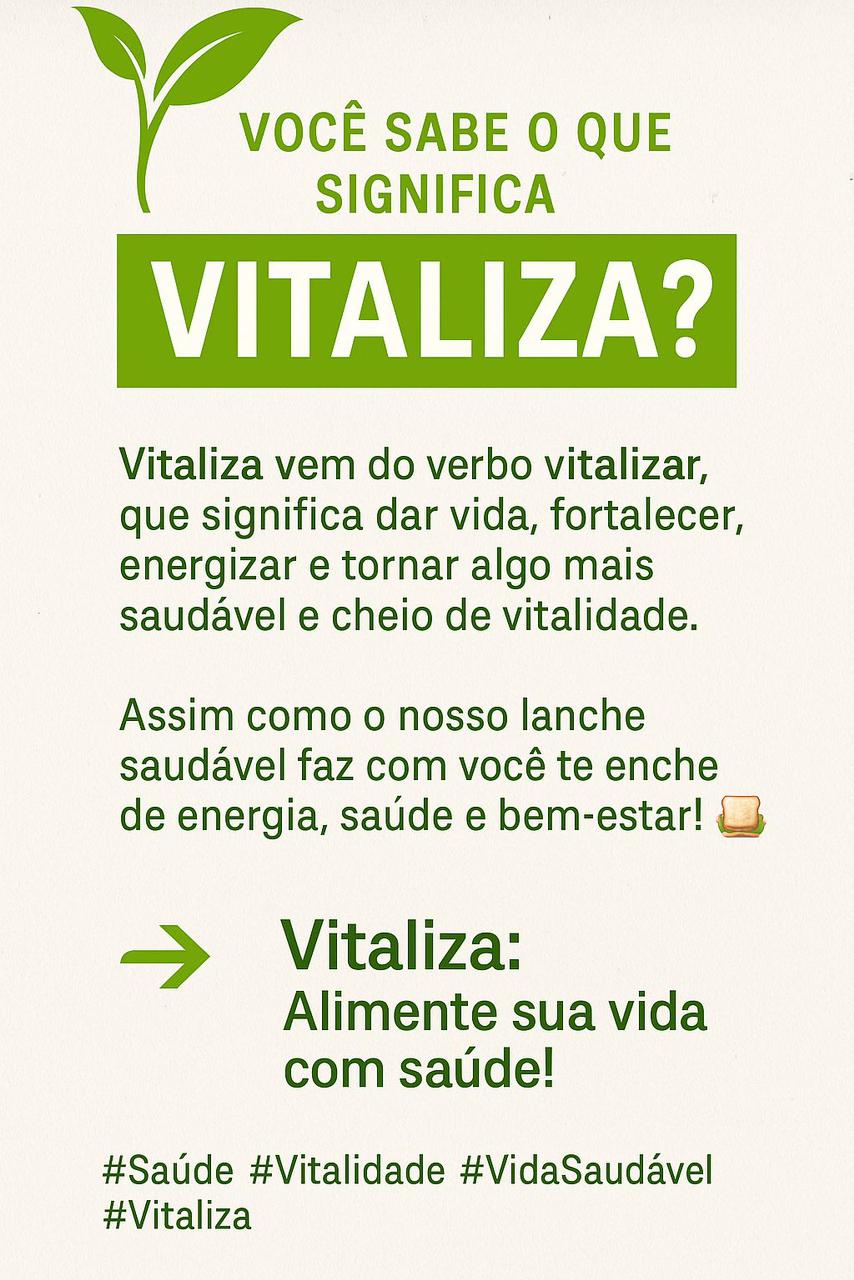 VOCÊ SABE O QUE
SIGNIFICA
VITALIZA?
Vitaliza vem do verbo vitalizar,
que significa dar vida, fortalecer,
energizar e tornar algo mais
saudável e cheio de vitalidade.
Assim como o nosso lanche
saudável faz com você te enche
de energia, saúde e bem-estar! 🥪
Vitaliza:
Alimente sua vida
com saúde!
#Saúde #Vitalidade #VidaSaudável
#Vitaliza